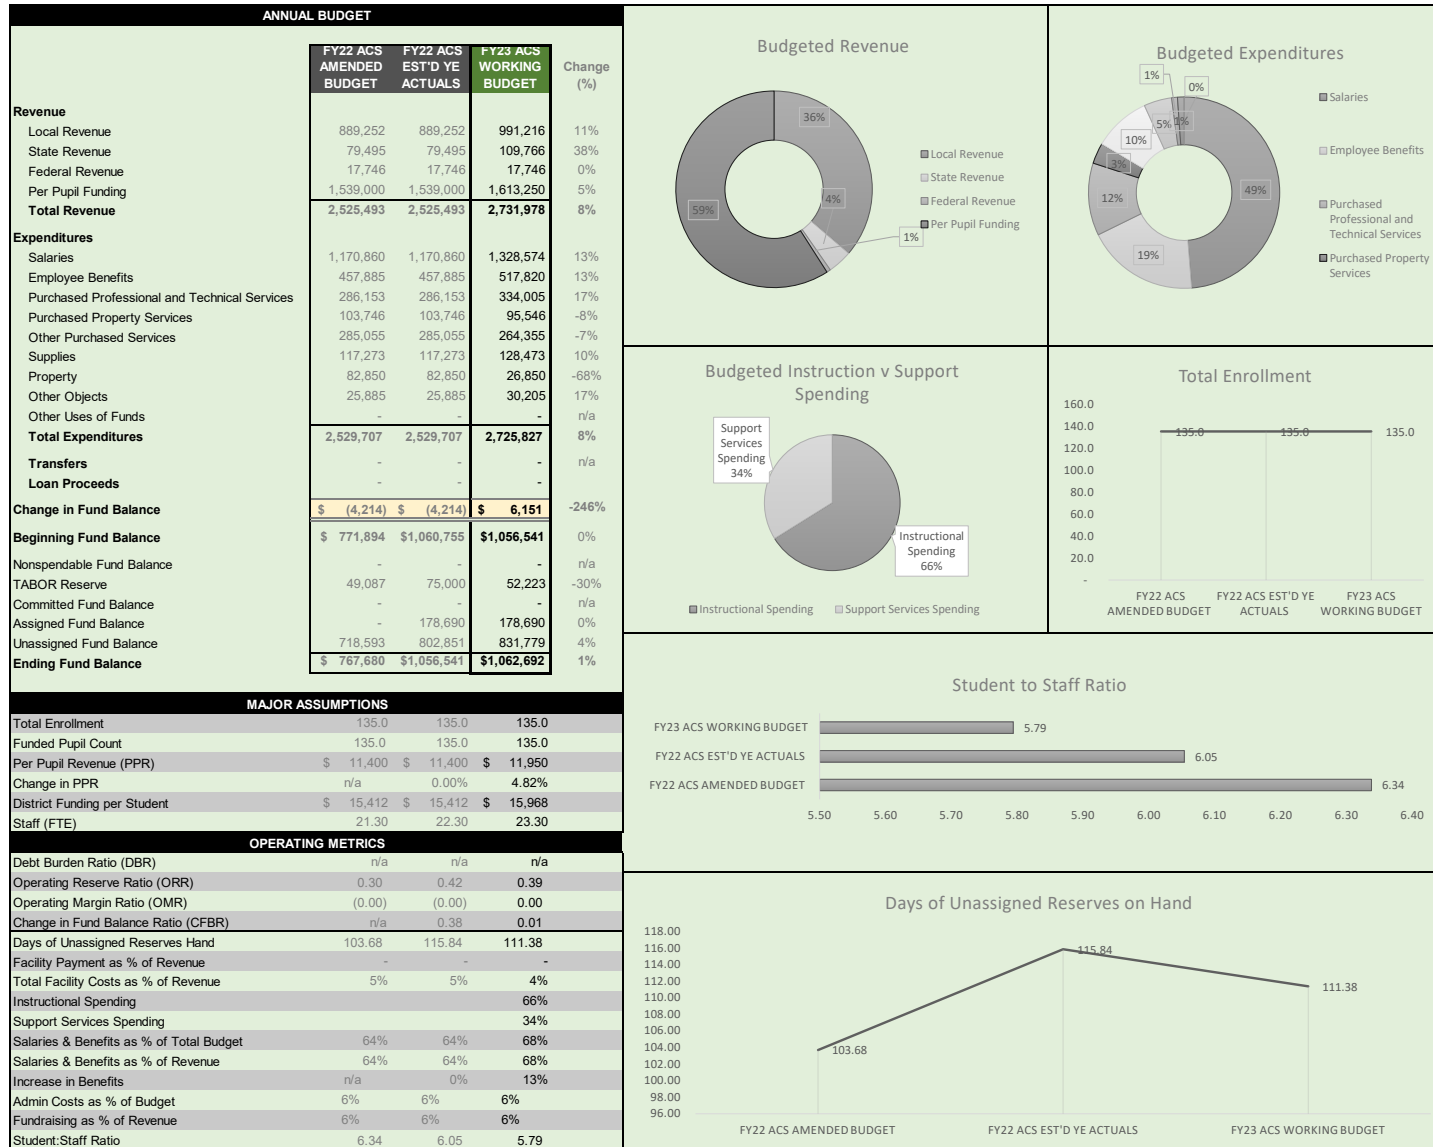 ANNUAL BUDGET
FY22 ACS AMENDED BUDGET FY22 ACS EST'D YE ACTUALS FY23 ACS WORKING BUDGET Change (%)
Revenue
Local Revenue 889,252 889,252 991,216 11%
State Revenue 79,495 79,495 109,766 38%
Federal Revenue 17,746 17,746 17,746 0%
Per Pupil Funding 1,539,000 1,539,000 1,613,250 5%
Total Revenue 2,525,493 2,525,493 2,731,978 8%
Expenditures
Salaries 1,170,860 1,170,860 1,328,574 13%
Employee Benefits 457,885 457,885 517,820 13%
Purchased Professional and Technical Services 286,153 286,153 334,005 17%
Purchased Property Services 103,746 103,746 95,546 -8%
Other Purchased Services 285,055 285,055 264,355 -7%
Supplies 117,273 117,273 128,473 10%
Property 82,850 82,850 26,850 -68%
Other Objects 25,885 25,885 30,205 17%
Other Uses of Funds - - - n/a
Total Expenditures 2,529,707 2,529,707 2,725,827 8%
Transfers - - - n/a
Loan Proceeds - - -
Change in Fund Balance $ (4,214) $ (4,214) $ 6,151 -246%
Beginning Fund Balance $ 771,894 $1,060,755 $1,056,541 0%
Nonspendable Fund Balance - - - n/a
TABOR Reserve 49,087 75,000 52,223 -30%
Committed Fund Balance - - - n/a
Assigned Fund Balance - 178,690 178,690 0%
Unassigned Fund Balance 718,593 802,851 831,779 4%
Ending Fund Balance $ 767,680 $1,056,541 $1,062,692 1%
MAJOR ASSUMPTIONS
Total Enrollment 135.0 135.0 135.0
Funded Pupil Count 135.0 135.0 135.0
Per Pupil Revenue (PPR) $ 11,400 $ 11,400 $ 11,950
Change in PPR n/a 0.00% 4.82%
District Funding per Student $ 15,412 $ 15,412 $ 15,968
Staff (FTE) 21.30 22.30 23.30
OPERATING METRICS
Debt Burden Ratio (DBR) n/a n/a n/a
Operating Reserve Ratio (ORR) 0.30 0.42 0.39
Operating Margin Ratio (OMR) (0.00) (0.00) 0.00
Change in Fund Balance Ratio (CFBR) n/a 0.38 0.01
Days of Unassigned Reserves Hand 103.68 115.84 111.38
Facility Payment as % of Revenue - - -
Total Facility Costs as % of Revenue 5% 5% 4%
Instructional Spending 66%
Support Services Spending 34%
Salaries & Benefits as % of Total Budget 64% 64% 68%
Salaries & Benefits as % of Revenue 64% 64% 68%
Increase in Benefits n/a 0% 13%
Admin Costs as % of Budget 6% 6% 6%
Fundraising as % of Revenue 6% 6% 6%
Student:Staff Ratio 6.34 6.05 5.79
Budgeted Revenue
36%
4%
1%
59%
Local Revenue
State Revenue
Federal Revenue
Per Pupil Funding
Budgeted Expenditures
1%
0%
5%
1%
10%
3%
12%
19%
49%
Salaries
Employee Benefits
Purchased
Professional and
Technical Services
Purchased Property
Services
Budgeted Instruction v Support
Spending
Support
Services
Spending
34%
Instructional
Spending
66%
Instructional Spending Support Services Spending
Total Enrollment
160.0
140.0
120.0
100.0
80.0
60.0
40.0
20.0
-
135.0 135.0 135.0
FY22 ACS FY22 ACS EST'D YE FY23 ACS
AMENDED BUDGET ACTUALS WORKING BUDGET
Student to Staff Ratio
FY23 ACS WORKING BUDGET 5.79
FY22 ACS EST'D YE ACTUALS 6.05
FY22 ACS AMENDED BUDGET 6.34
5.50 5.60 5.70 5.80 5.90 6.00 6.10 6.20 6.30 6.40
Days of Unassigned Reserves on Hand
118.00
116.00
114.00
112.00
110.00
108.00
106.00
104.00
102.00
100.00
98.00
96.00
103.68 115.84 111.38
FY22 ACS AMENDED BUDGET FY22 ACS EST'D YE ACTUALS FY23 ACS WORKING BUDGET